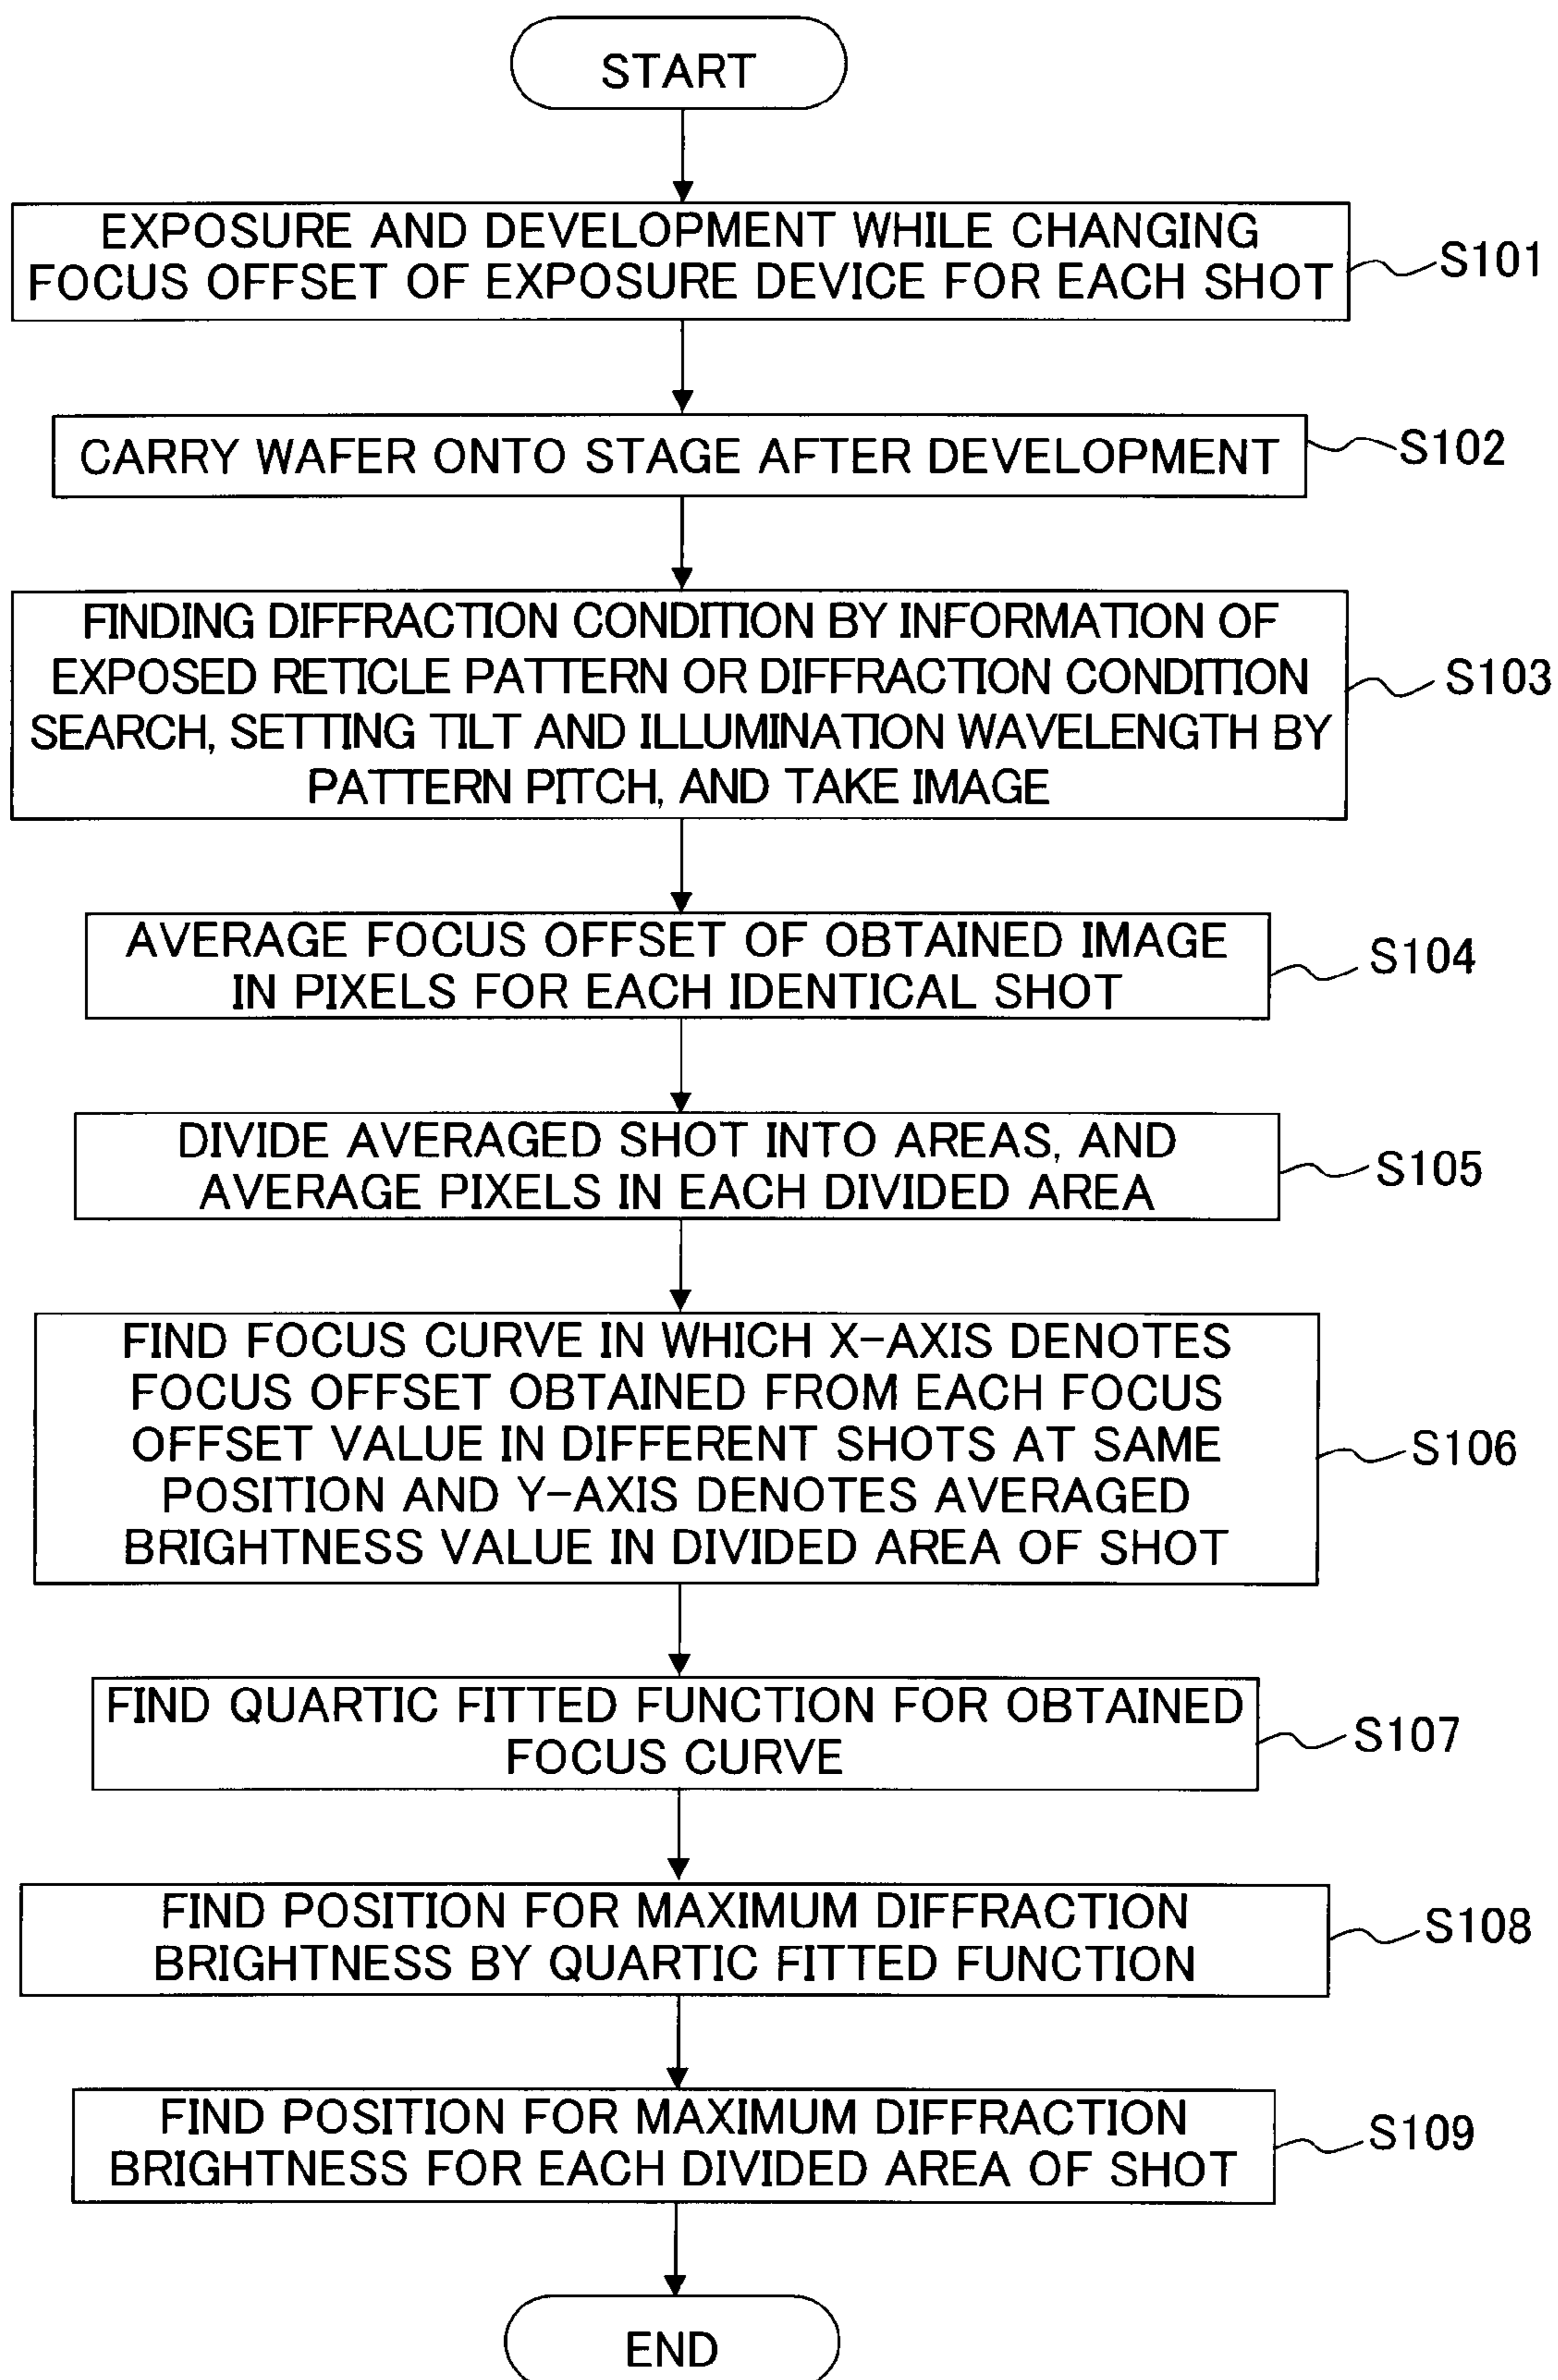 START
EXPOSURE AND DEVELOPMENT WHILE CHANGING
FOCUS OFFSET OF EXPOSURE DEVICE FOR EACH SHOT
S101
CARRY WAFER ONTO STAGE AFTER DEVELOPMENT
S102
FINDING DIFFRACTION CONDITION BY INFORMATION OF
EXPOSED RETICLE PATTERN OR DIFFRACTION CONDITION
SEARCH, SETTING TILT AND ILLUMINATION WAVELENGTH BY
PATTERN PITCH, AND TAKE IMAGE
S103
AVERAGE FOCUS OFFSET OF OBTAINED IMAGE
IN PIXELS FOR EACH IDENTICAL SHOT
S104
DIVIDE AVERAGED SHOT INTO AREAS, AND
AVERAGE PIXELS IN EACH DIVIDED AREA
S105
FIND FOCUS CURVE IN WHICH X-AXIS DENOTES
FOCUS OFFSET OBTAINED FROM EACH FOCUS
OFFSET VALUE IN DIFFERENT SHOTS AT SAME
POSITION AND Y-AXIS DENOTES AVERAGED
BRIGHTNESS VALUE IN DIVIDED AREA OF SHOT
S106
FIND QUARTIC FITTED FUNCTION FOR OBTAINED
FOCUS CURVE
S107
FIND POSITION FOR MAXIMUM DIFFRACTION
BRIGHTNESS BY QUARTIC FITTED FUNCTION
S108
FIND POSITION FOR MAXIMUM DIFFRACTION
BRIGHTNESS FOR EACH DIVIDED AREA OF SHOT
S109
END